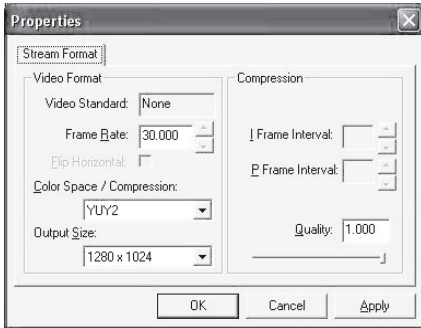 Properties
Stream Format
Video Format
Video Standard: None
Frame Rate: 30.000
Flip Horizontal:
Color Space / Compression:
YUY2
Output Size:
1280 x 1024
Compression
I Frame Interval:
P Frame Interval:
Quality: 1.000
OK Cancel Apply